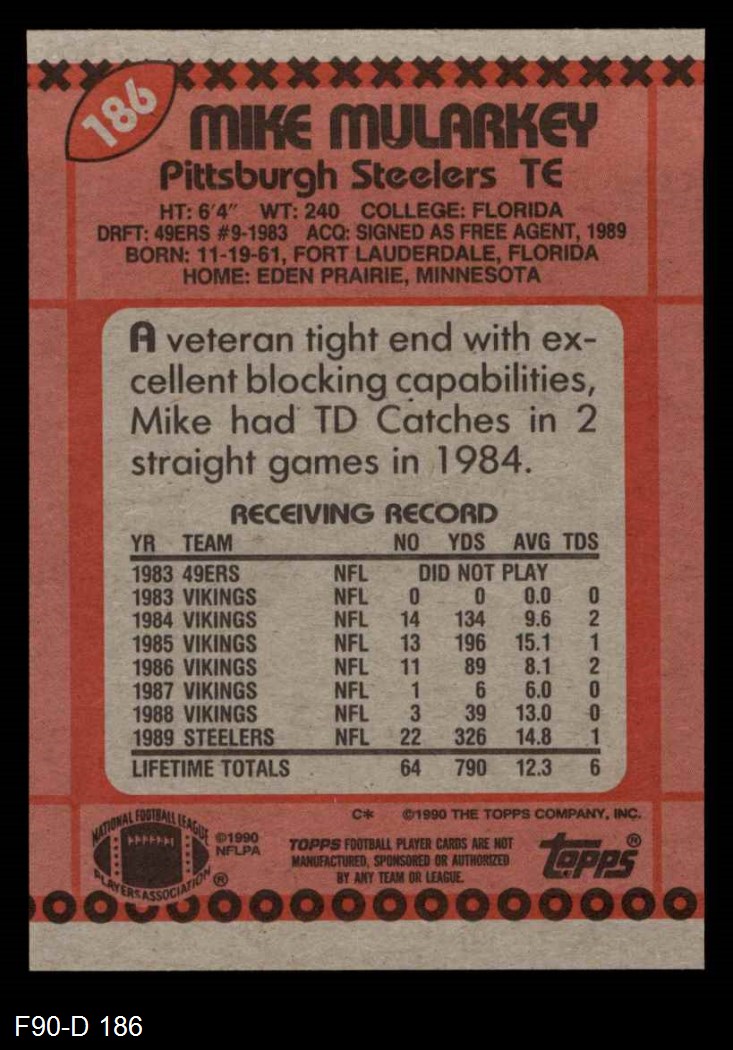 186
MIKE MULARKEY
Pittsburgh Steelers TE
HT: 6'4" WT: 240 COLLEGE: FLORIDA
DRFT: 49ERS #9-1983 ACQ: SIGNED AS FREE AGENT, 1989
BORN: 11-19-61, FORT LAUDERDALE, FLORIDA
HOME: EDEN PRAIRIE, MINNESOTA
A veteran tight end with ex-
cellent blocking capabilities,
Mike had TD Catches in 2
straight games in 1984.
RECEIVING RECORD
YR TEAM NO YDS AVG TDS
1983 49ERS NFL DID NOT PLAY
1983 VIKINGS NFL 0 0 0.0 0
1984 VIKINGS NFL 14 134 9.6 2
1985 VIKINGS NFL 13 196 15.1 1
1986 VIKINGS NFL 11 89 8.1 2
1987 VIKINGS NFL 1 6 6.0 0
1988 VIKINGS NFL 3 39 13.0 0
1989 STEELERS NFL 22 326 14.8 1
LIFETIME TOTALS 64 790 12.3 6
C* ©1990 THE TOPPS COMPANY, INC.
NATIONAL FOOTBALL LEAGUE
PLAYERS ASSOCIATION ®
©1990
NFLPA
TOPPS FOOTBALL PLAYER CARDS ARE NOT
MANUFACTURED, SPONSORED OR AUTHORIZED
BY ANY TEAM OR LEAGUE.
topps®
F90-D 186